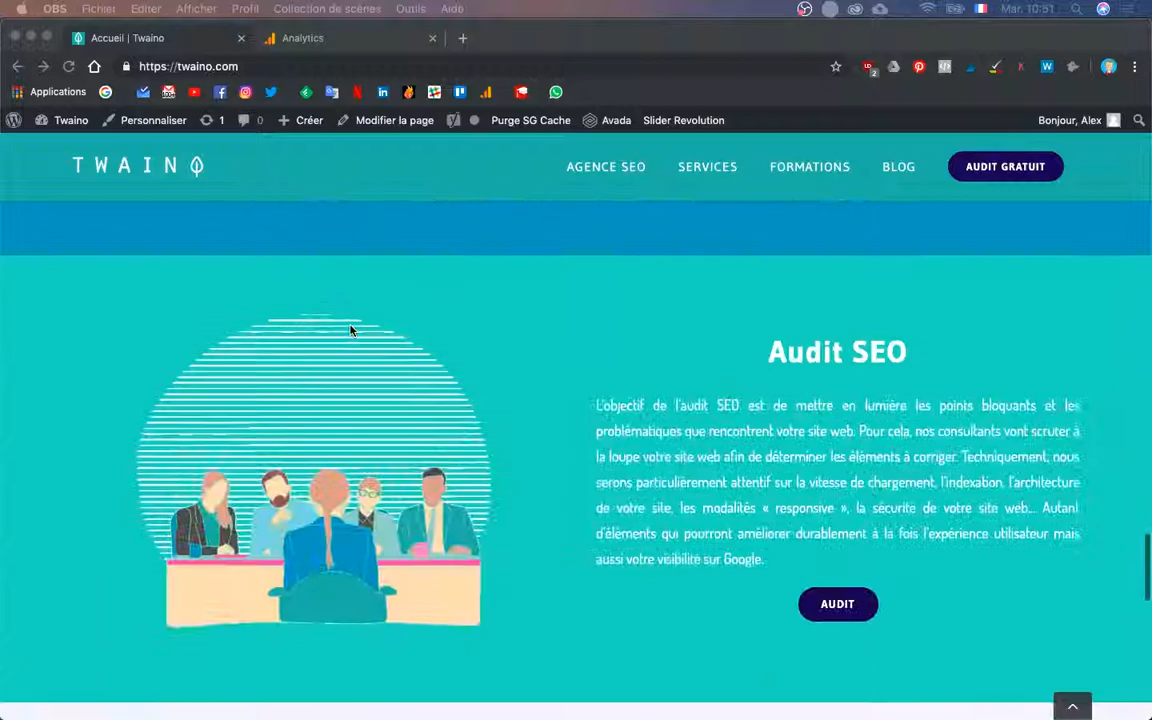 OBS Fichier Editer Afficher Profil Collection de scènes Outils Aide Mar. 10:51
Accueil | Twaino Analytics
https://twaino.com
Applications
Twaino Personnaliser 1 0 Créer Modifier la page Purge SG Cache Avada Slider Revolution Bonjour, Alex
TWAINO AGENCE SEO SERVICES FORMATIONS BLOG AUDIT GRATUIT
Audit SEO
L'objectif de l'audit SEO est de mettre en lumière les points bloquants et les
problématiques que rencontrent votre site web. Pour cela, nos consultants vont scruter à
la loupe votre site web afin de déterminer les éléments à corriger. Techniquement, nous
serons particulièrement attentif sur la vitesse de chargement, l'indexation, l'architecture
de votre site, les modalités « responsive », la sécurité de votre site web... Autant
d'éléments qui pourront améliorer durablement à la fois l'expérience utilisateur mais
aussi votre visibilité sur Google.
AUDIT